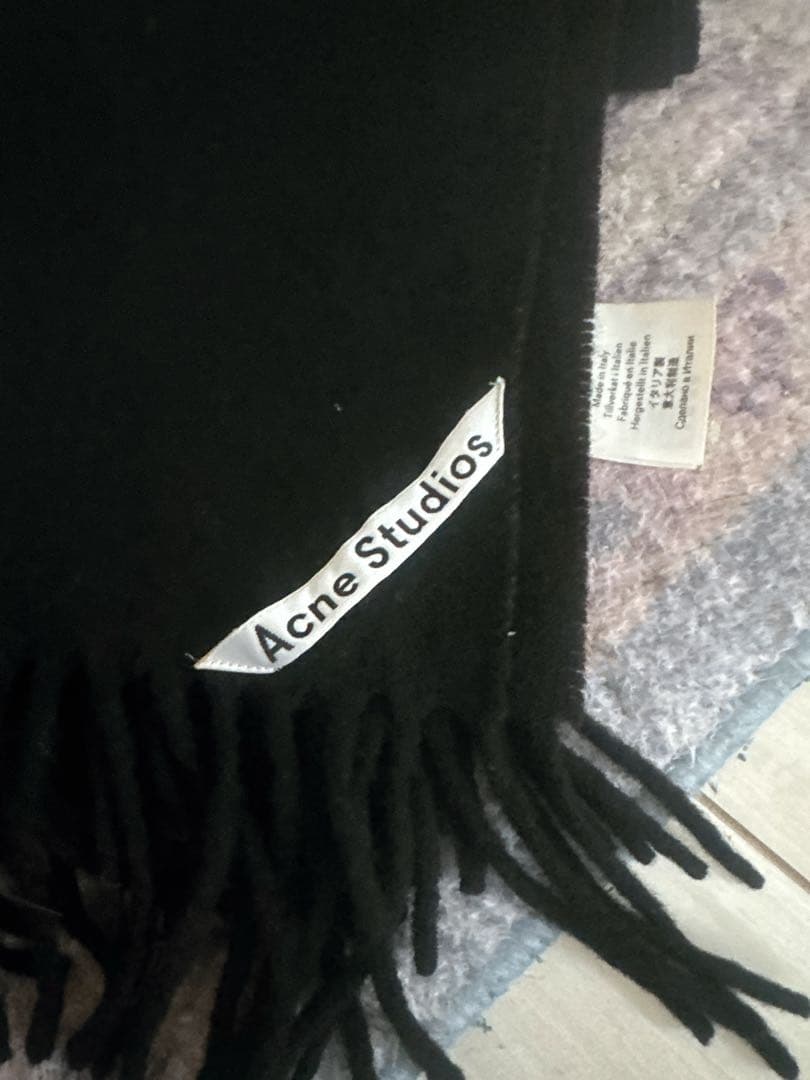 Acne Studios
Made in Italy
Tillverkat i Italien
Fabriqué en Italie
Hergestellt in Italien
イタリア製
意大利制造
Сделано в Италии